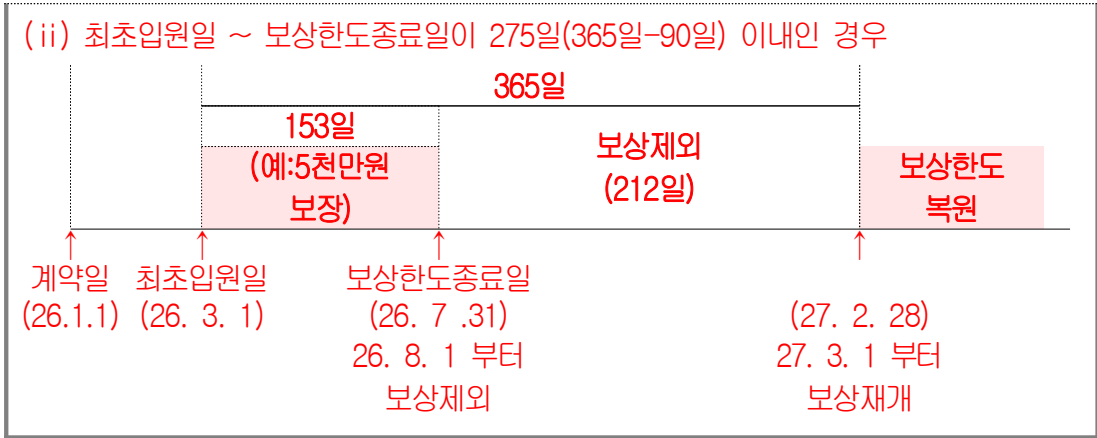 (ii) 최초입원일 ~ 보상한도종료일이 275일(365일-90일) 이내인 경우
365일
153일
(예:5천만원
보장)
보상제외
(212일)
보상한도
복원
계약일
(26.1.1)
최초입원일
(26. 3. 1)
보상한도종료일
(26. 7 .31)
26. 8. 1 부터
보상제외
(27. 2. 28)
27. 3. 1 부터
보상재개